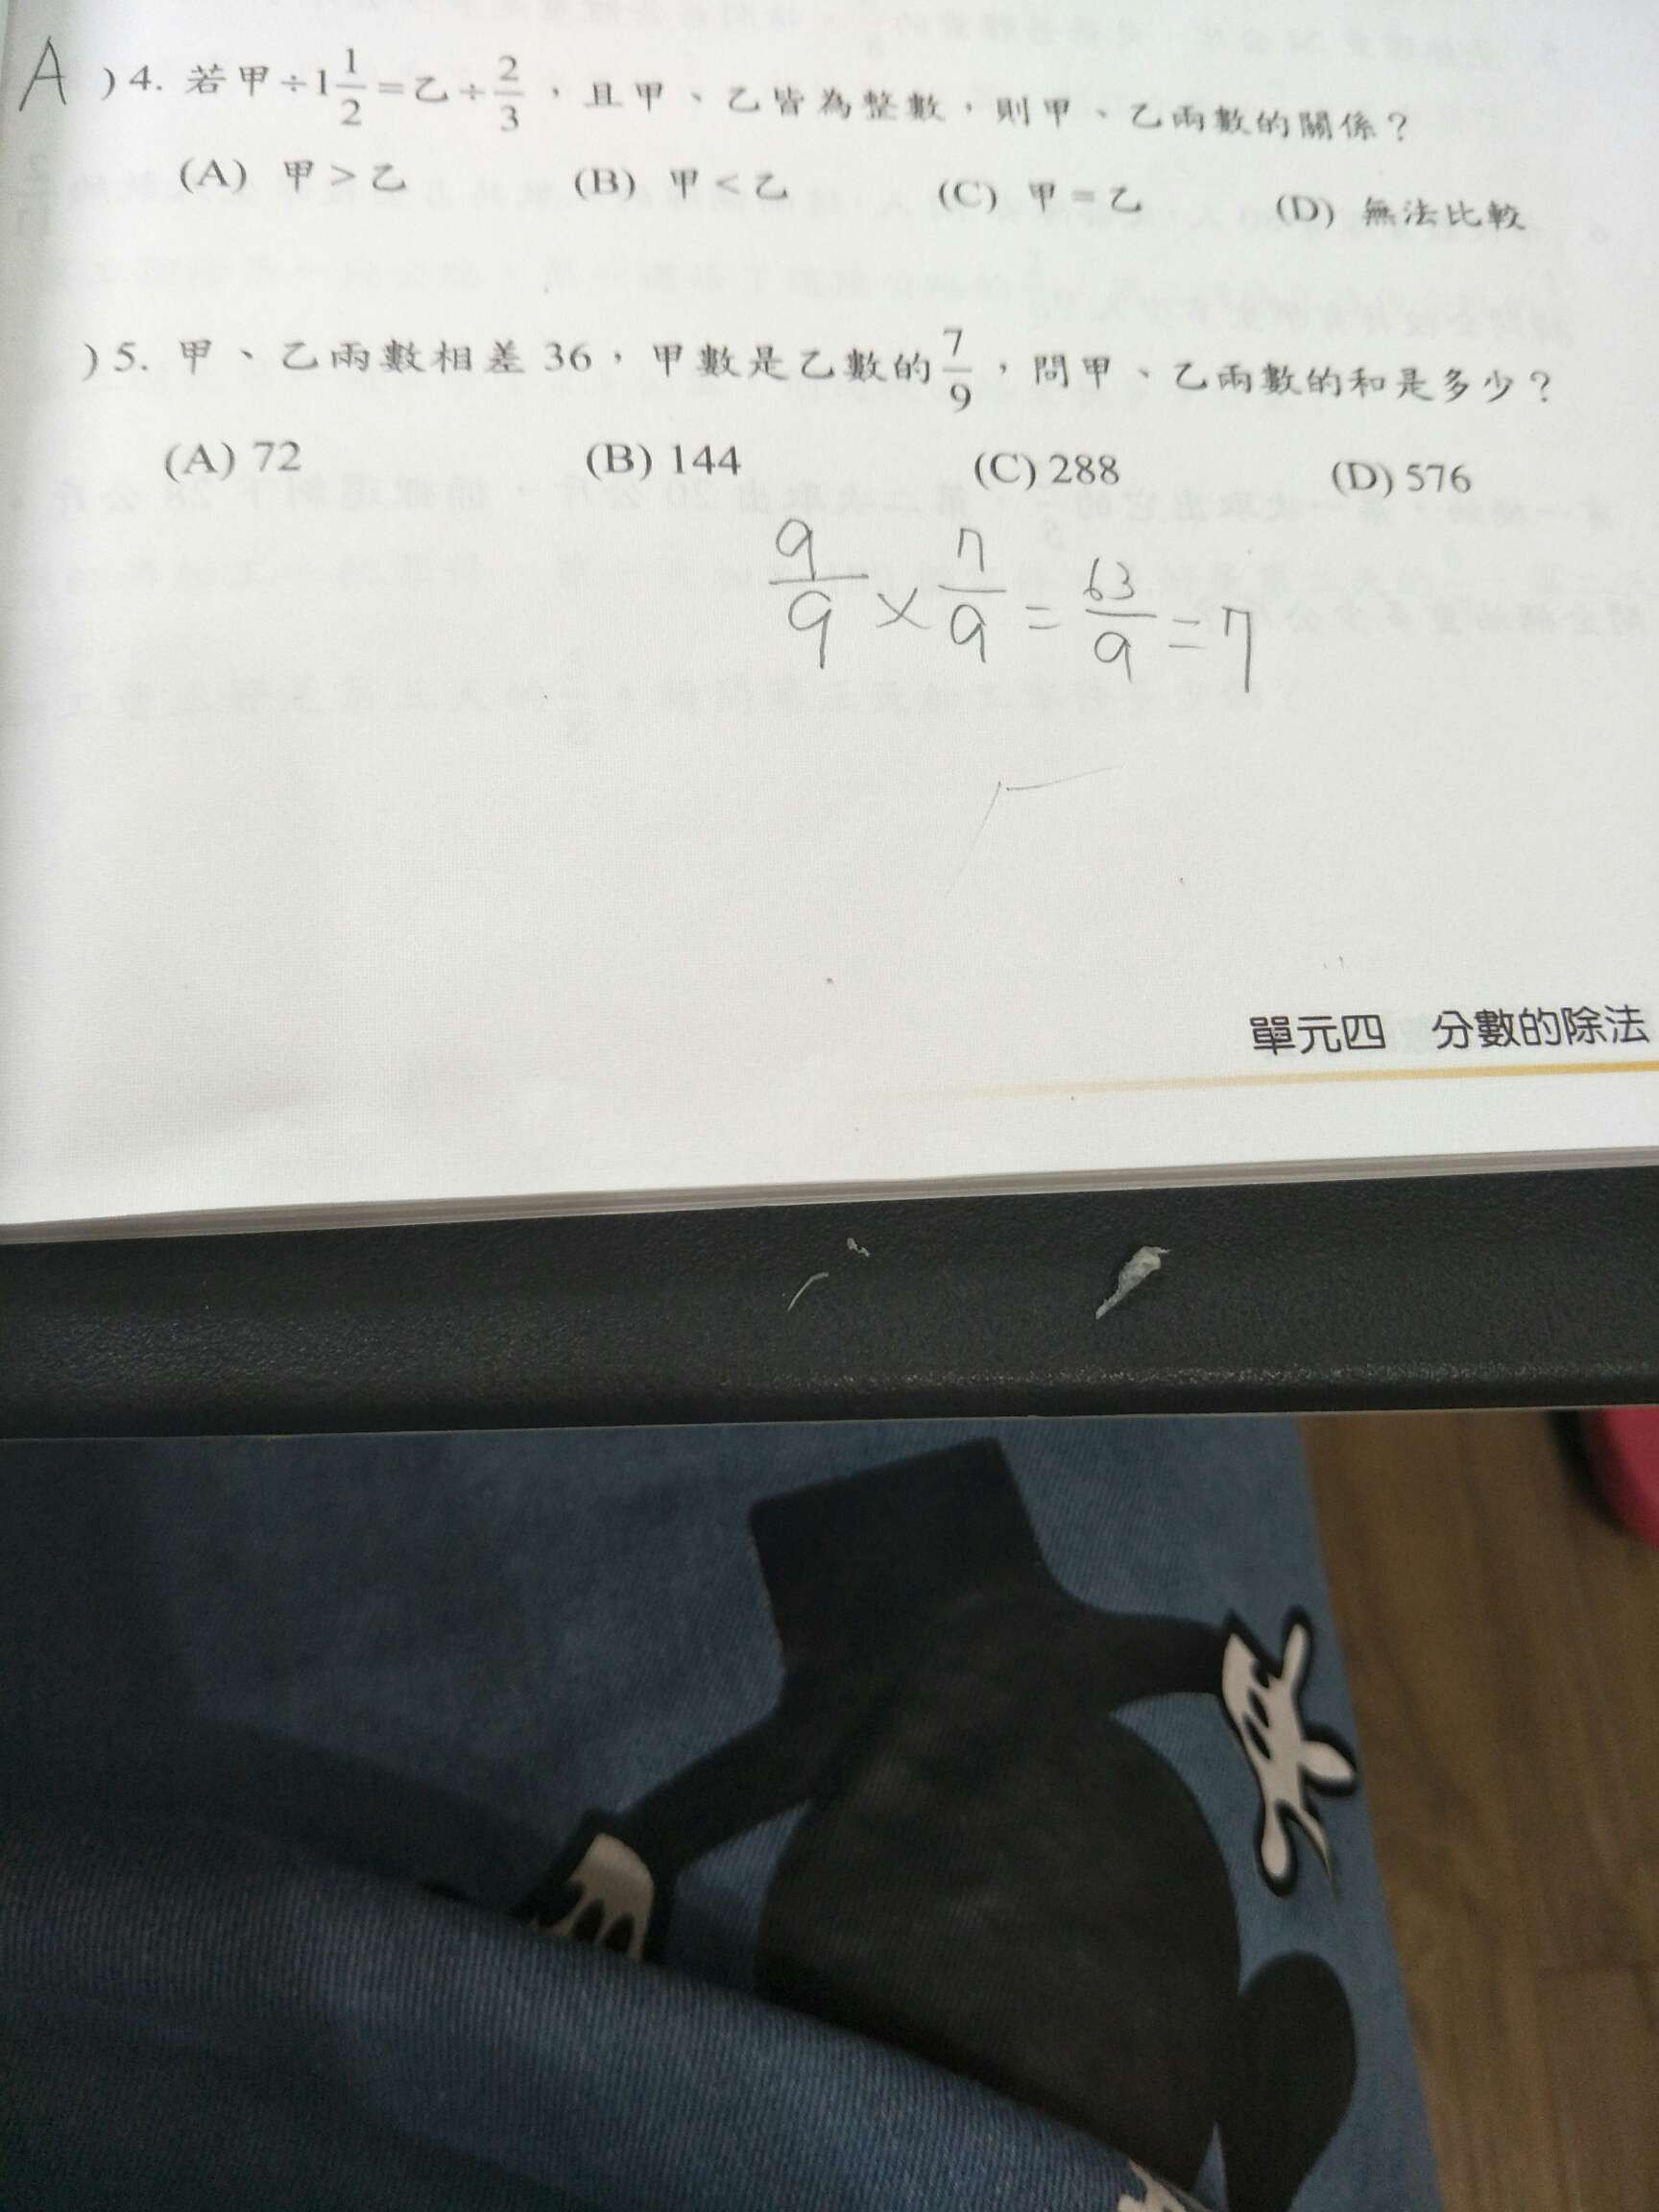 A ) 4. 若甲÷1 1/2 = 乙÷ 2/3，且甲、乙皆為整數，則甲、乙兩數的關係？
(A) 甲＞乙 (B) 甲＜乙 (C) 甲＝乙 (D) 無法比較
) 5. 甲、乙兩數相差 36，甲數是乙數的 7/9，問甲、乙兩數的和是多少？
(A) 72 (B) 144 (C) 288 (D) 576
9/9 × 7/9 = 63/9 = 7
單元四 分數的除法